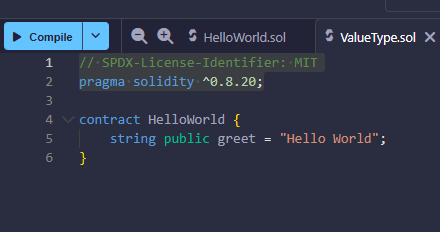 Compile
HelloWorld.sol
ValueType.sol
1 // SPDX-License-Identifier: MIT
2 pragma solidity ^0.8.20;
3
4 contract HelloWorld {
5 string public greet = "Hello World";
6 }